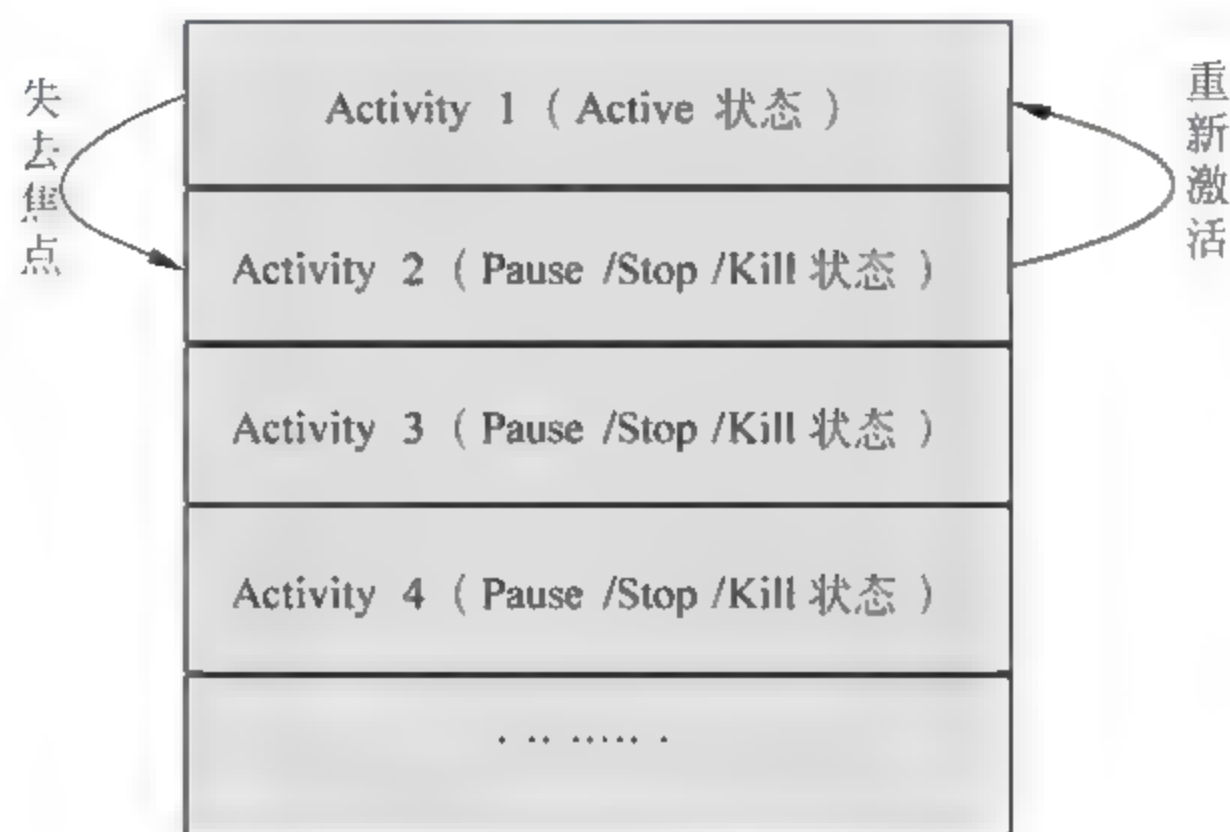 失去焦点
Activity 1 ( Active 状态 )
重新激活
Activity 2 ( Pause /Stop /Kill 状态 )
Activity 3 ( Pause /Stop /Kill 状态 )
Activity 4 ( Pause /Stop /Kill 状态 )
. .. ..... .